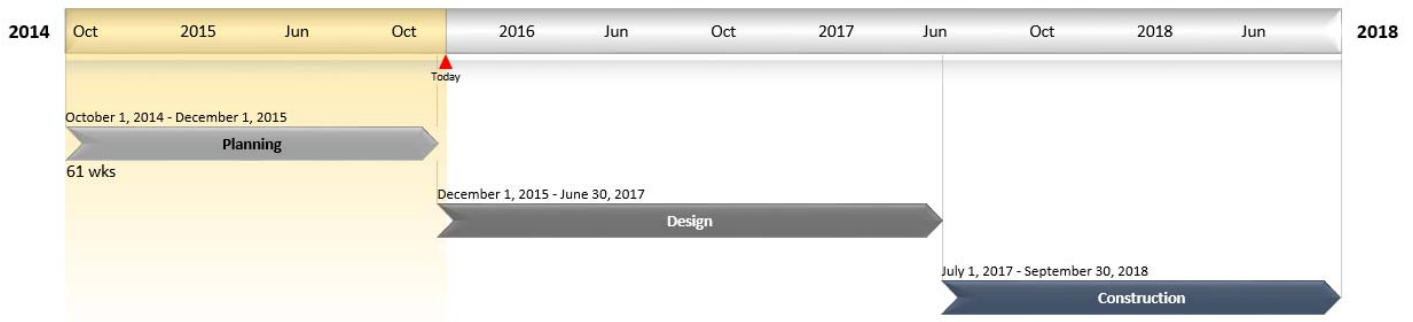 2014 Oct 2015 Jun Oct 2016 Jun Oct 2017 Jun Oct 2018 Jun 2018
Today
October 1, 2014 - December 1, 2015
Planning
61 wks
December 1, 2015 - June 30, 2017
Design
July 1, 2017 - September 30, 2018
Construction